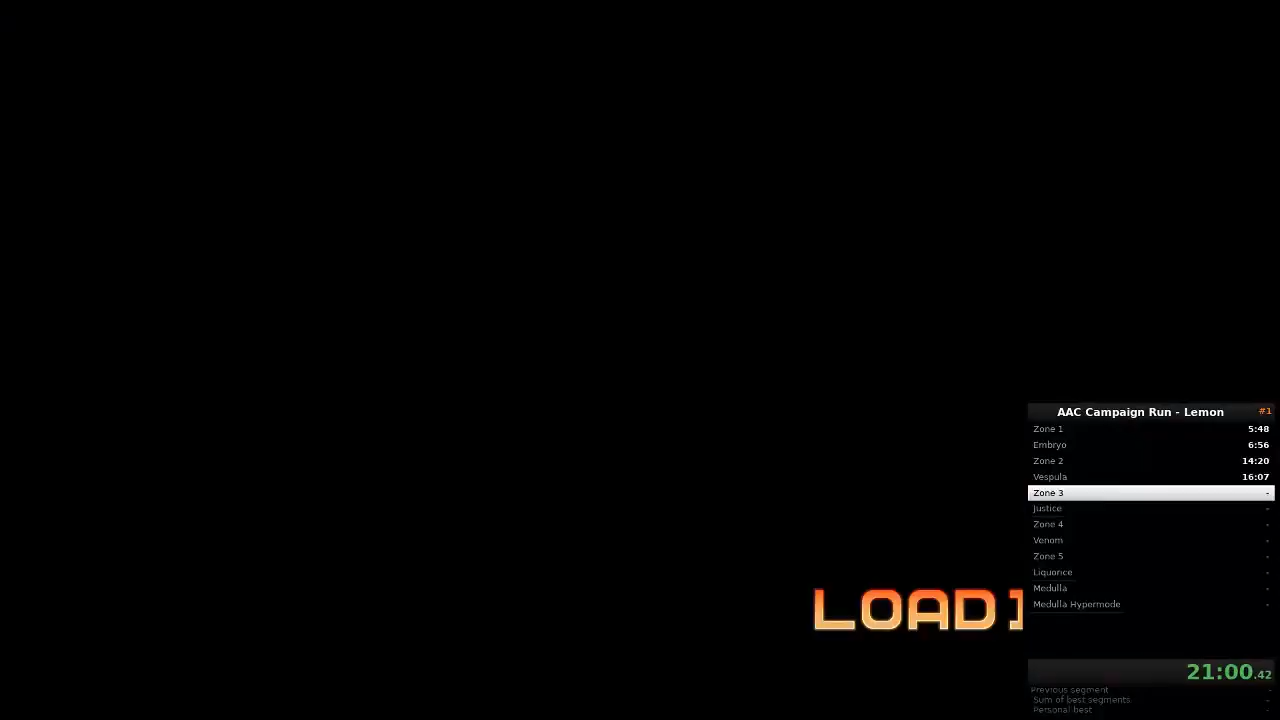 AAC Campaign Run - Lemon #1
Zone 1 5:48
Embryo 6:56
Zone 2 14:20
Vespula 16:07
Zone 3 -
Justice -
Zone 4 -
Venom -
Zone 5 -
Liquorice -
Medulla -
Medulla Hypermode -
LOADI
21:00.42
Previous segment -
Sum of best segments -
Personal best -